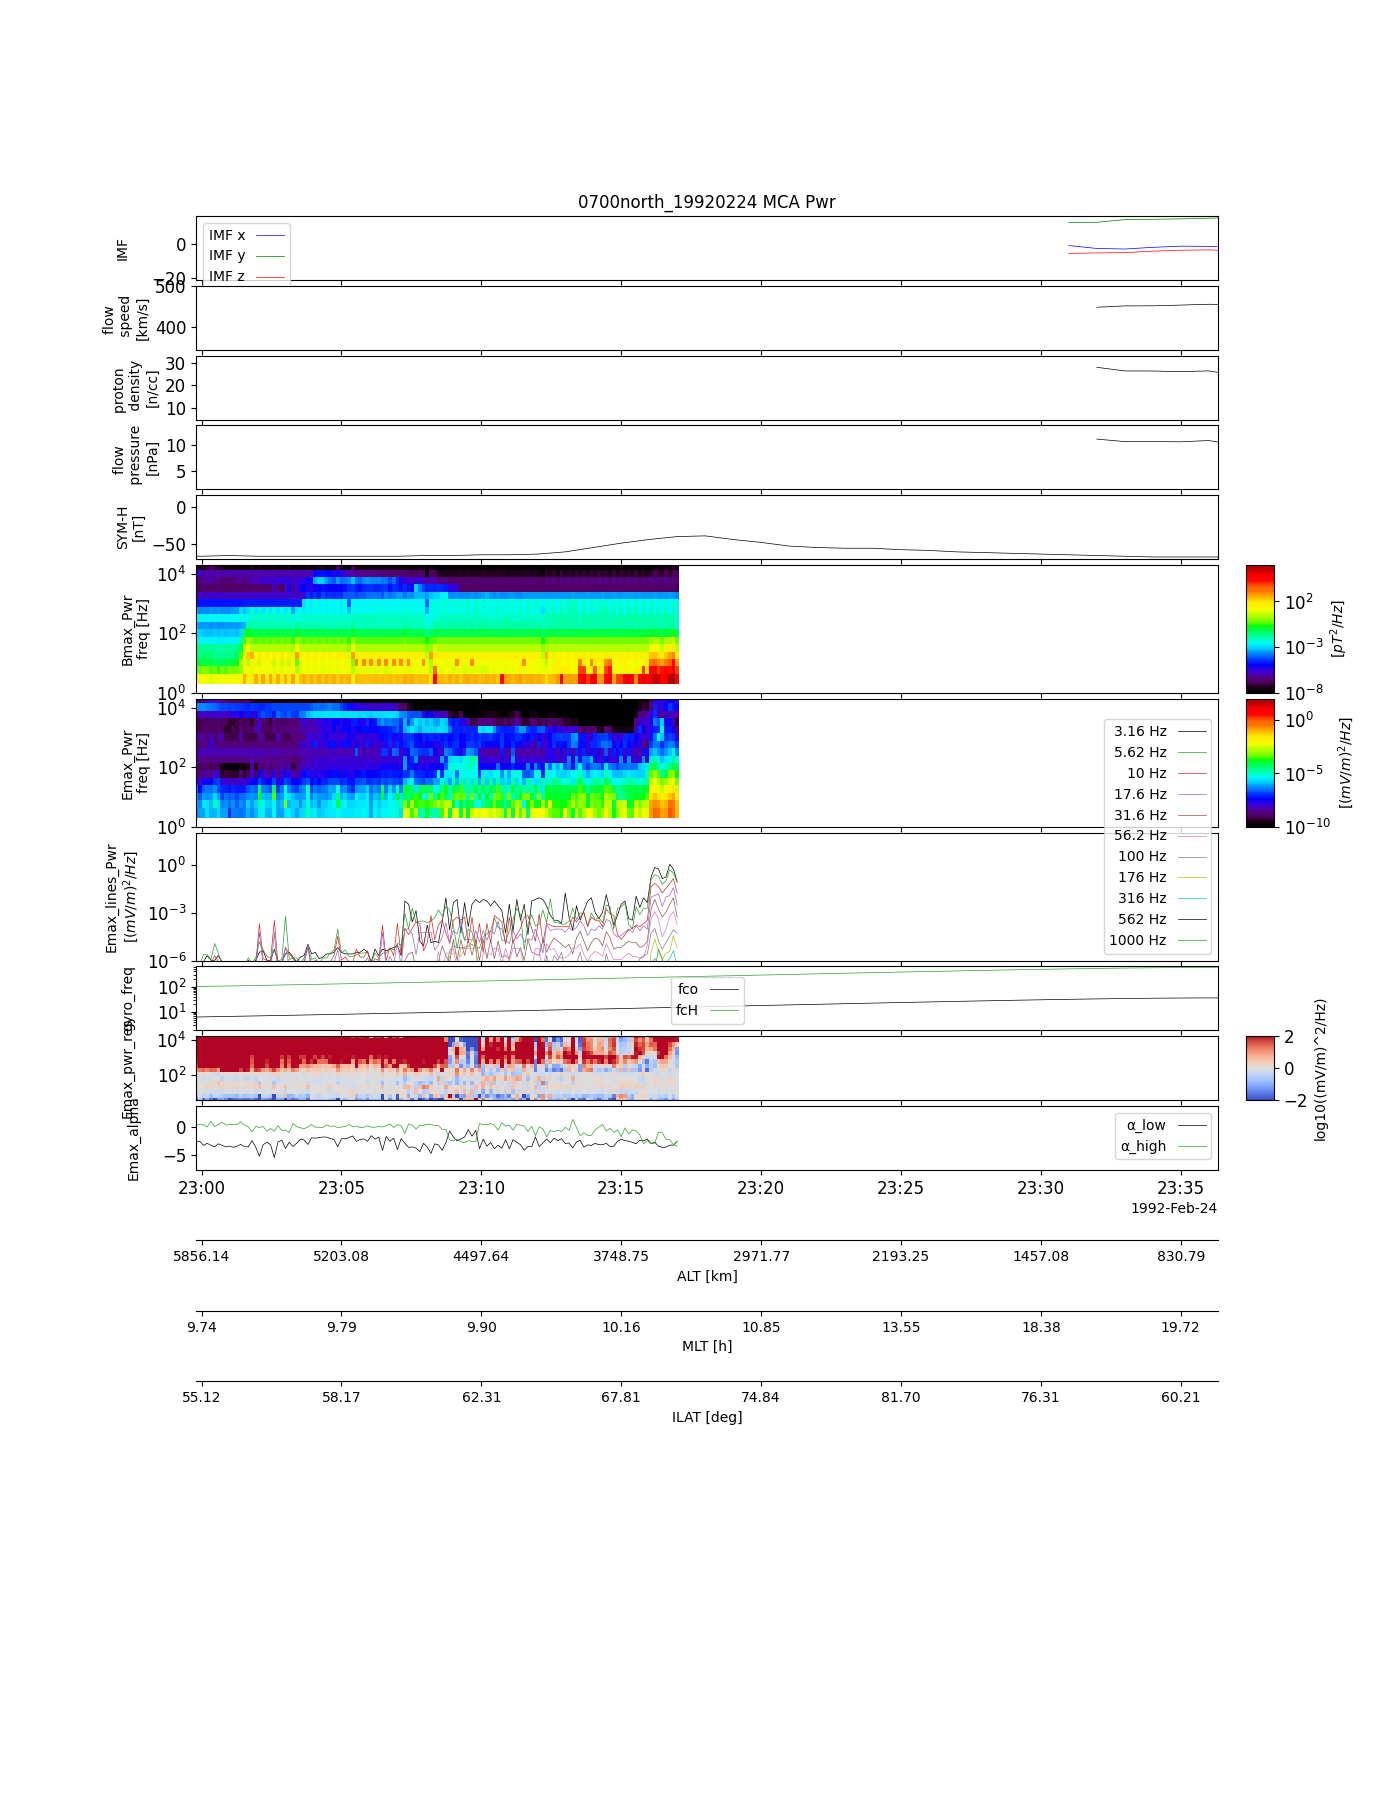 0700north_19920224 MCA Pwr
IMF
0
−20
IMF x
IMF y
IMF z
flow
speed
[km/s]
500
400
proton
density
[n/cc]
30
20
10
flow
pressure
[nPa]
10
5
SYM-H
[nT]
0
−50
Bmax_Pwr
freq [Hz]
10^4
10^2
10^0
10^2
10^−3
10^−8
[pT^2/Hz]
Emax_Pwr
freq [Hz]
10^4
10^2
10^0
10^0
10^−5
10^−10
[(mV/m)^2/Hz]
3.16 Hz
5.62 Hz
10 Hz
17.6 Hz
31.6 Hz
56.2 Hz
100 Hz
176 Hz
316 Hz
562 Hz
1000 Hz
Emax_lines_Pwr
[(mV/m)^2/Hz]
10^0
10^−3
10^−6
gyro_freq
10^2
10^1
fco
fcH
Emax_pwr_reg
10^4
10^2
2
0
−2
log10((mV/m)^2/Hz)
Emax_alpha
0
−5
α_low
α_high
23:00 23:05 23:10 23:15 23:20 23:25 23:30 23:35
1992-Feb-24
5856.14 5203.08 4497.64 3748.75 2971.77 2193.25 1457.08 830.79
ALT [km]
9.74 9.79 9.90 10.16 10.85 13.55 18.38 19.72
MLT [h]
55.12 58.17 62.31 67.81 74.84 81.70 76.31 60.21
ILAT [deg]